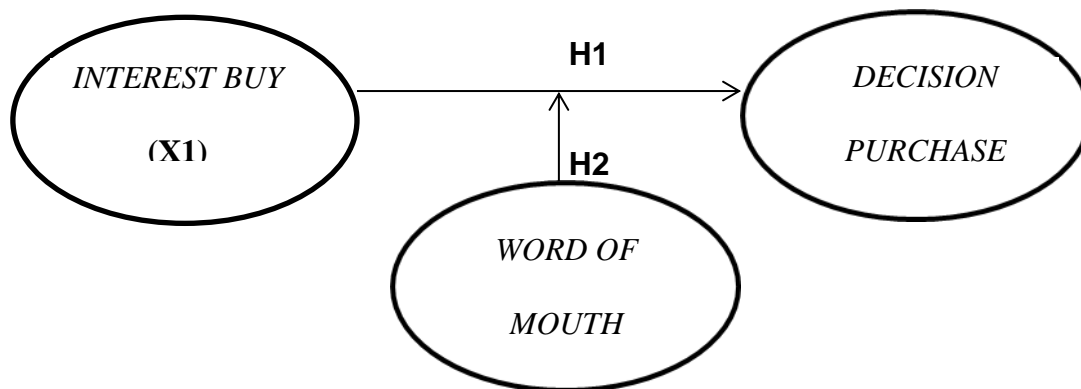 INTEREST BUY
(X1)
H1
DECISION
PURCHASE
H2
WORD OF
MOUTH